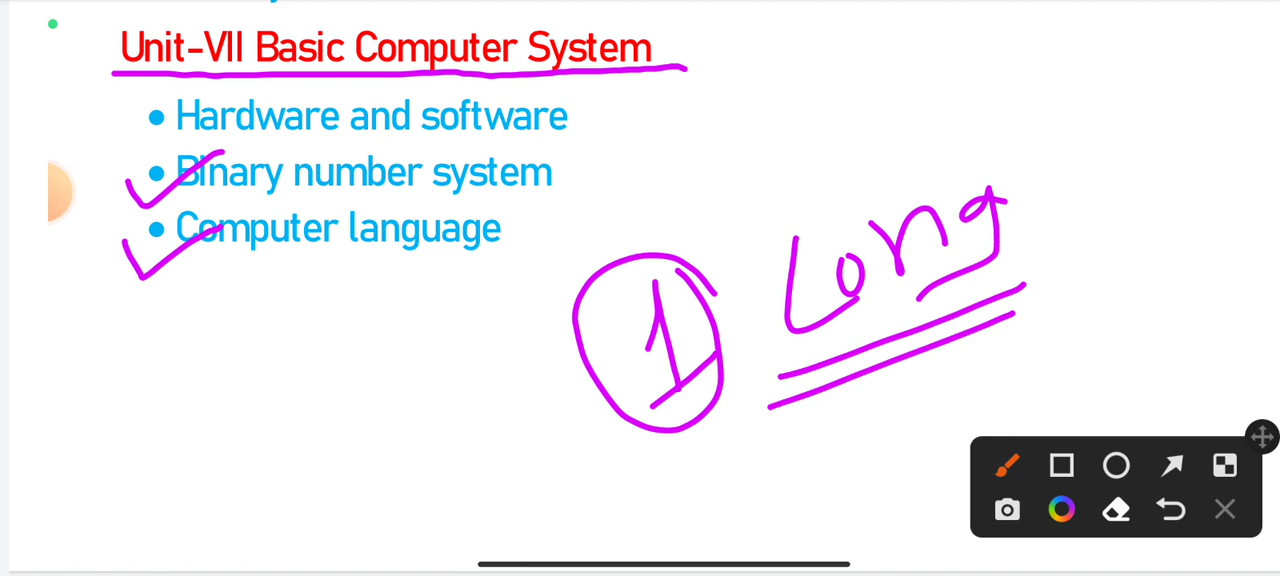 Unit-VII Basic Computer System
• Hardware and software
• Binary number system
• Computer language
1 Long